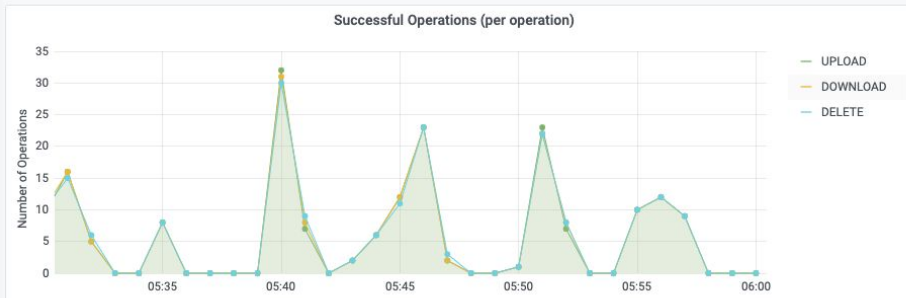 Successful Operations (per operation)
Number of Operations
35
30
25
20
15
10
5
0
05:35 05:40 05:45 05:50 05:55 06:00
UPLOAD
DOWNLOAD
DELETE